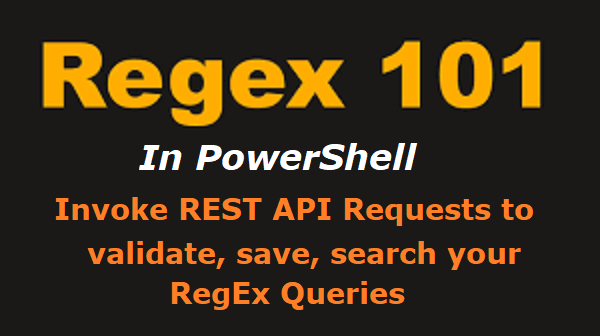 Regex 101
In PowerShell
Invoke REST API Requests to
validate, save, search your
RegEx Queries